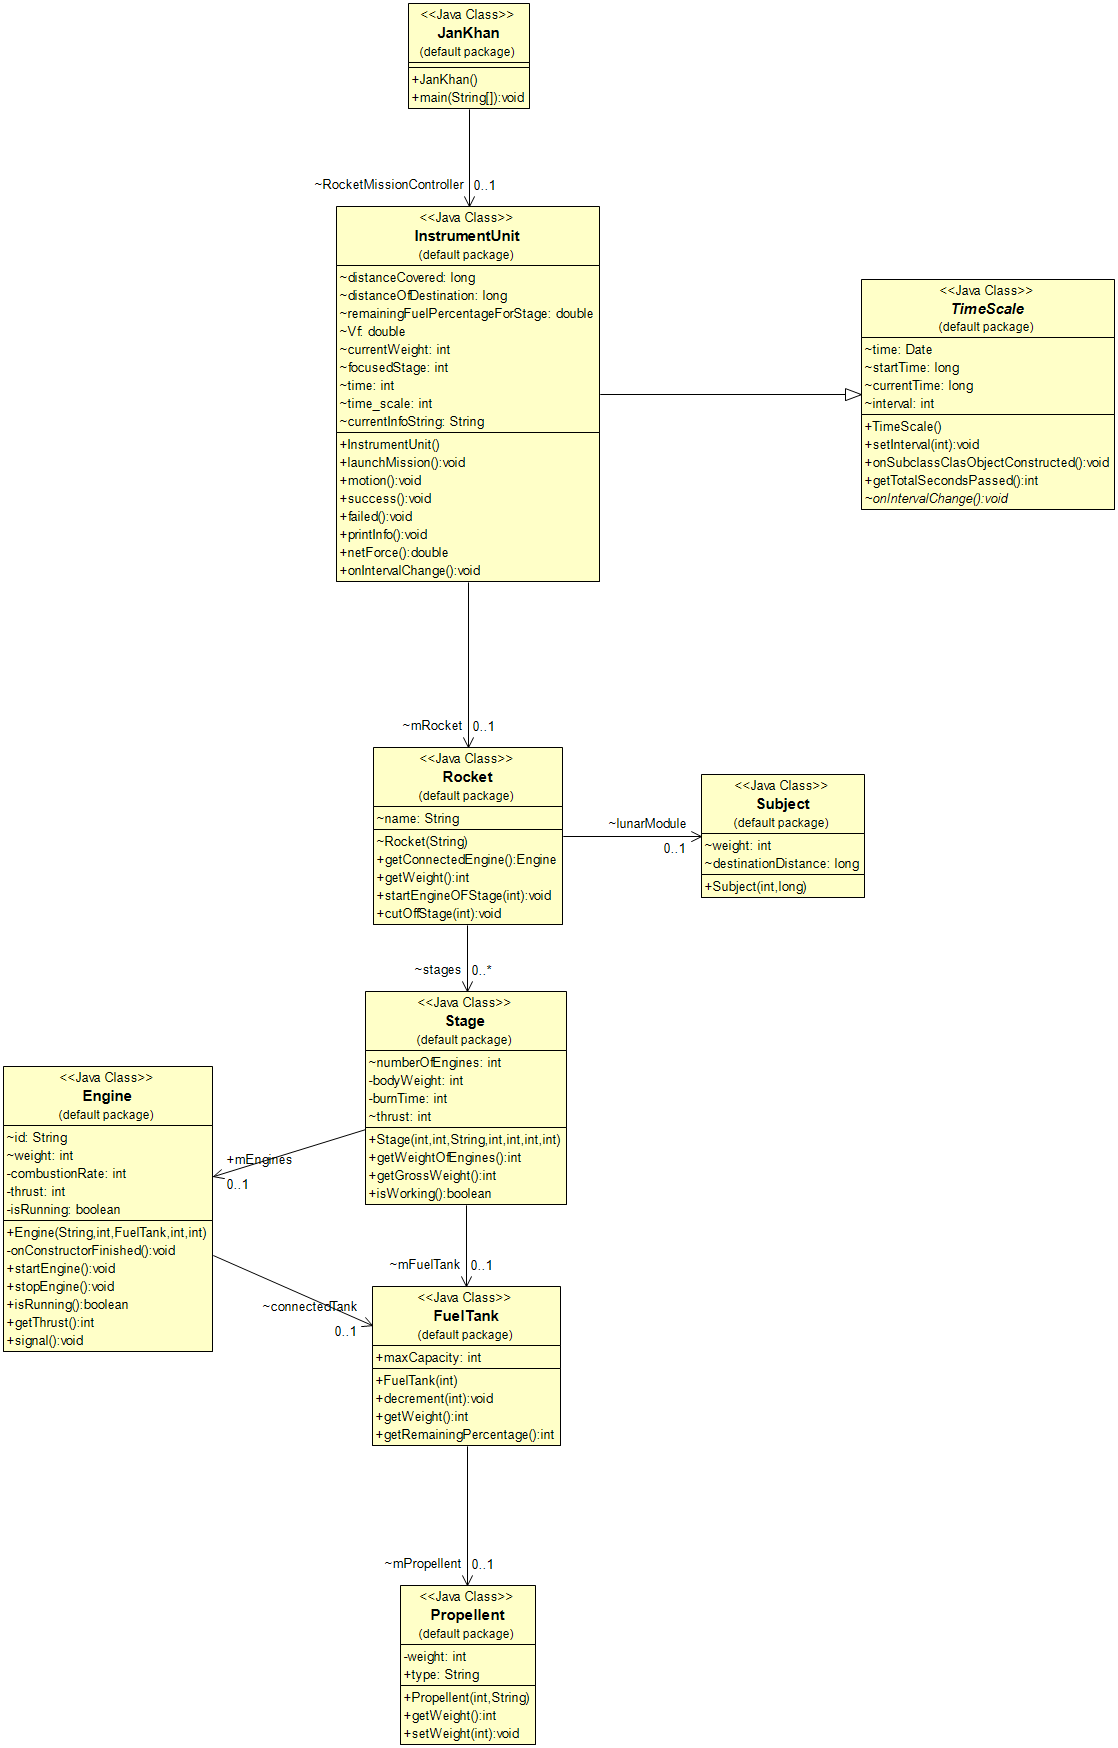 <<Java Class>>
JanKhan
(default package)
+JanKhan()
+main(String[]):void
~RocketMissionController 0..1
<<Java Class>>
InstrumentUnit
(default package)
~distanceCovered: long
~distanceOfDestination: long
~remainingFuelPercentageForStage: double
~Vf: double
~currentWeight: int
~focusedStage: int
~time: int
~time_scale: int
~currentInfoString: String
+InstrumentUnit()
+launchMission():void
+motion():void
+success():void
+failed():void
+printInfo():void
+netForce():double
+onIntervalChange():void
<<Java Class>>
TimeScale
(default package)
~time: Date
~startTime: long
~currentTime: long
~interval: int
+TimeScale()
+setInterval(int):void
+onSubclassClasObjectConstructed():void
+getTotalSecondsPassed():int
~onIntervalChange():void
~mRocket 0..1
<<Java Class>>
Rocket
(default package)
~name: String
~Rocket(String)
+getConnectedEngine():Engine
+getWeight():int
+startEngineOFStage(int):void
+cutOffStage(int):void
~lunarModule
0..1
<<Java Class>>
Subject
(default package)
~weight: int
~destinationDistance: long
+Subject(int,long)
~stages 0..*
<<Java Class>>
Stage
(default package)
~numberOfEngines: int
-bodyWeight: int
-burnTime: int
~thrust: int
+Stage(int,int,String,int,int,int,int)
+getWeightOfEngines():int
+getGrossWeight():int
+isWorking():boolean
+mEngines
0..1
<<Java Class>>
Engine
(default package)
~id: String
~weight: int
-combustionRate: int
-thrust: int
-isRunning: boolean
+Engine(String,int,FuelTank,int,int)
-onConstructorFinished():void
+startEngine():void
+stopEngine():void
+isRunning():boolean
+getThrust():int
+signal():void
~mFuelTank 0..1
~connectedTank
0..1
<<Java Class>>
FuelTank
(default package)
+maxCapacity: int
+FuelTank(int)
+decrement(int):void
+getWeight():int
+getRemainingPercentage():int
~mPropellent 0..1
<<Java Class>>
Propellent
(default package)
-weight: int
+type: String
+Propellent(int,String)
+getWeight():int
+setWeight(int):void